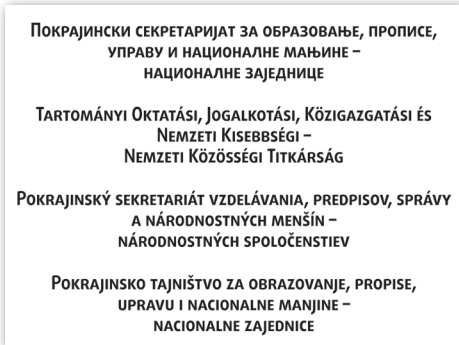 Покрајински секретаријат за образовање, прописе,
управу и националне мањине –
националне заједнице
Tartományi Oktatási, Jogalkotási, Közigazgatási és
Nemzeti Kisebbségi –
Nemzeti Közösségi Titkárság
Pokrajinský sekretariát vzdelávania, predpisov, správy
a národnostných menšín –
národnostných spoločenstiev
Pokrajinsko tajništvo za obrazovanje, propise,
upravu i nacionalne manjine –
nacionalne zajednice